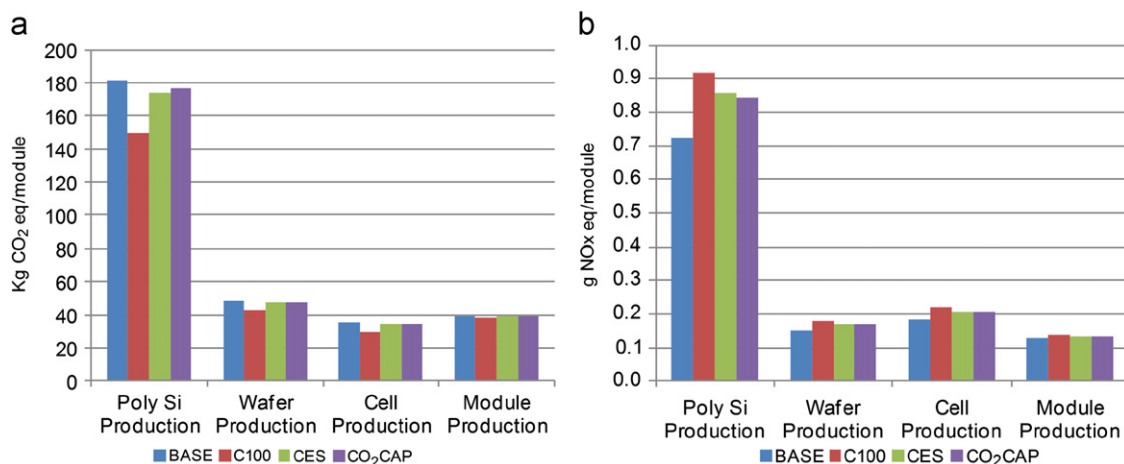 a
200
180
160
140
120
100
80
60
40
20
0
Kg CO₂ eq/module
Poly Si Production
Wafer Production
Cell Production
Module Production
BASE C100 CES CO₂CAP
b
1.0
0.9
0.8
0.7
0.6
0.5
0.4
0.3
0.2
0.1
0.0
g NOx eq/module
Poly Si Production
Wafer Production
Cell Production
Module Production
BASE C100 CES CO₂CAP